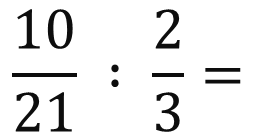 10/21 : 2/3 =